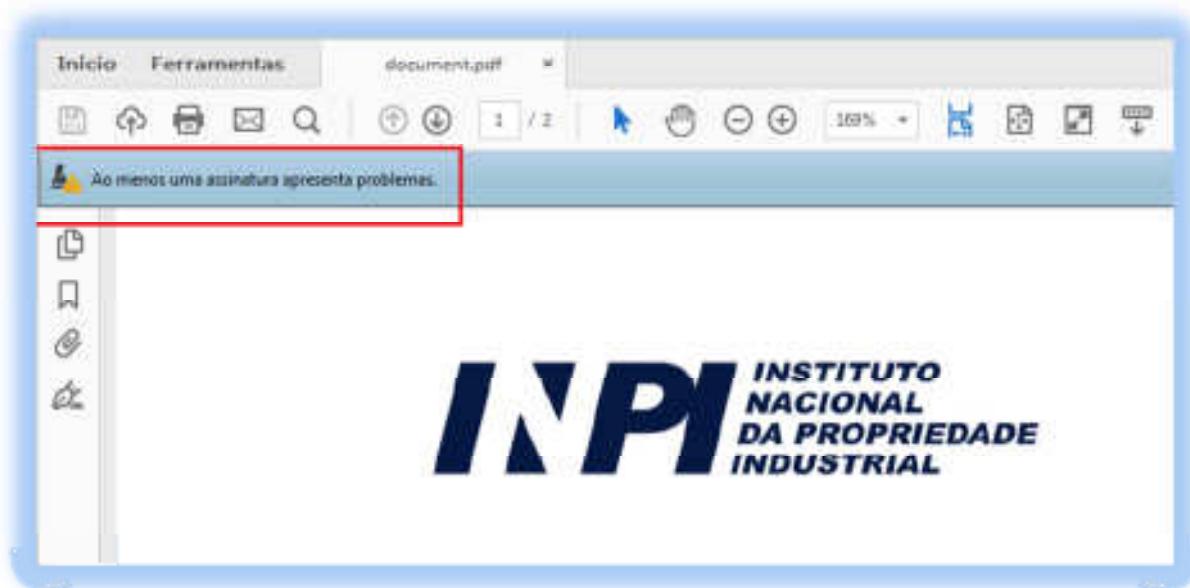 Início Ferramentas document.pdf
1 / 2 169%
Ao menos uma assinatura apresenta problemas.
INPI
INSTITUTO
NACIONAL
DA PROPRIEDADE
INDUSTRIAL